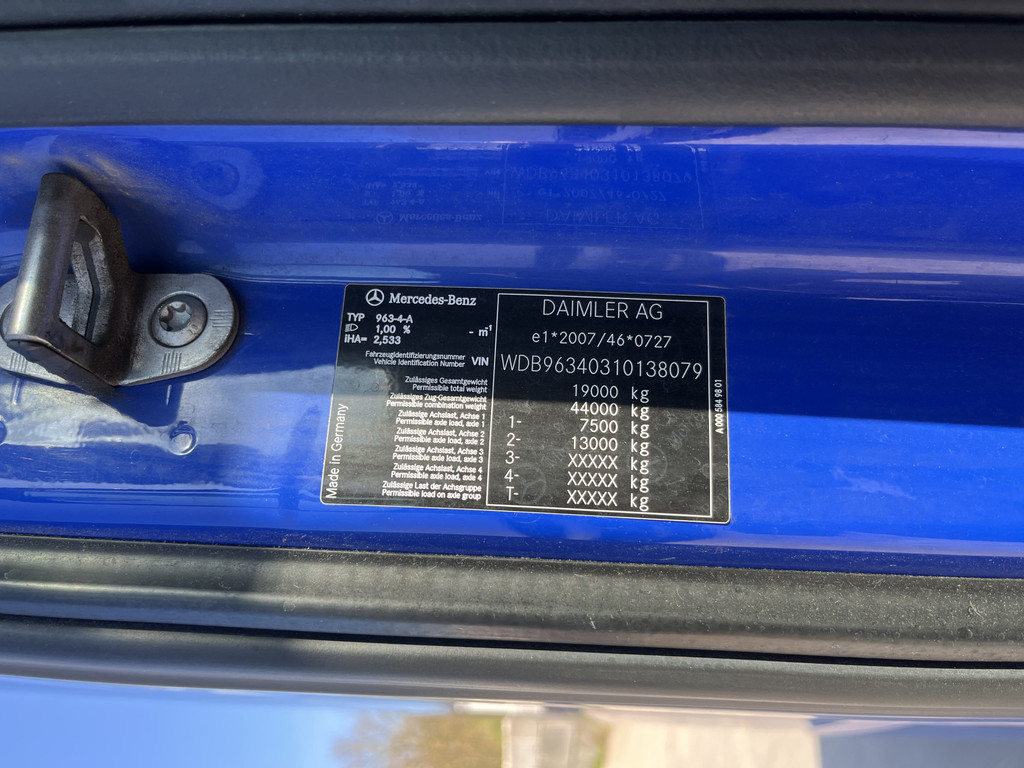 Mercedes-Benz
TYP 963-4-A
1,00 % - m¹
iHA= 2,533
Fahrzeugidentifizierungsnummer
Vehicle Identification Number VIN
Zulässiges Gesamtgewicht
Permissible total weight
Zulässiges Zug-Gesamtgewicht
Permissible combination weight
Zulässige Achslast, Achse 1
Permissible axle load, axle 1
Zulässige Achslast, Achse 2
Permissible axle load, axle 2
Zulässige Achslast, Achse 3
Permissible axle load, axle 3
Zulässige Achslast, Achse 4
Permissible axle load, axle 4
Zulässige Last der Achsgruppe
Permissible load on axle group
Made in Germany
DAIMLER AG
e1*2007/46*0727
WDB96340310138079
19000 kg
44000 kg
1- 7500 kg
2- 13000 kg
3- XXXXX kg
4- XXXXX kg
T- XXXXX kg
A 000 584 98 01